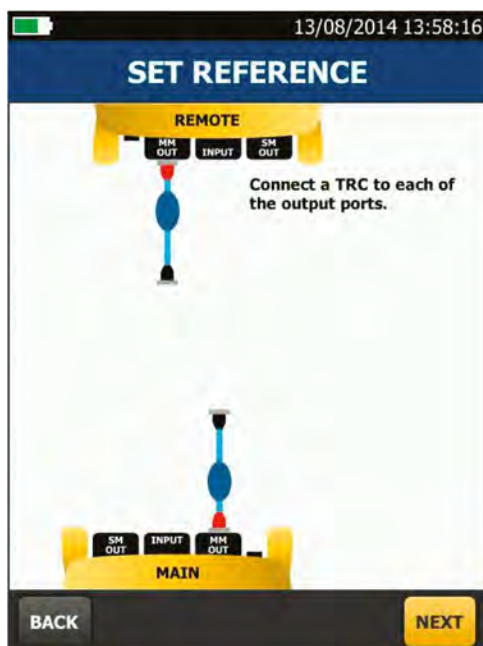 13/08/2014 13:58:16
SET REFERENCE
REMOTE
MM
OUT
INPUT
SM
OUT
Connect a TRC to each of
the output ports.
SM
OUT
INPUT
MM
OUT
MAIN
BACK
NEXT